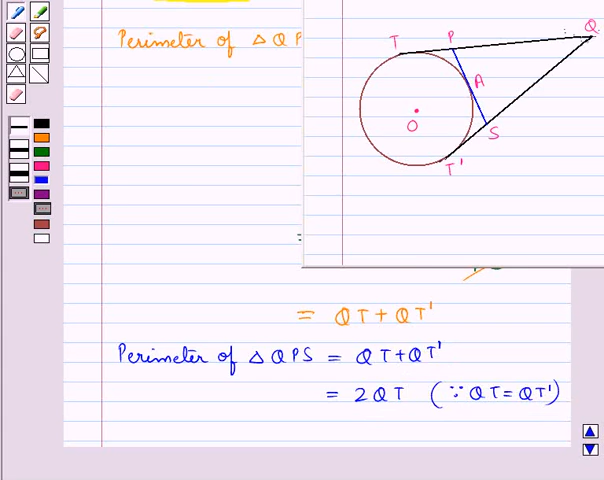 Perimeter of △ QP
T P Q
A
O
S
T'
=
= QT + QT'
Perimeter of △ QPS = QT + QT'
= 2QT (∵ QT = QT')